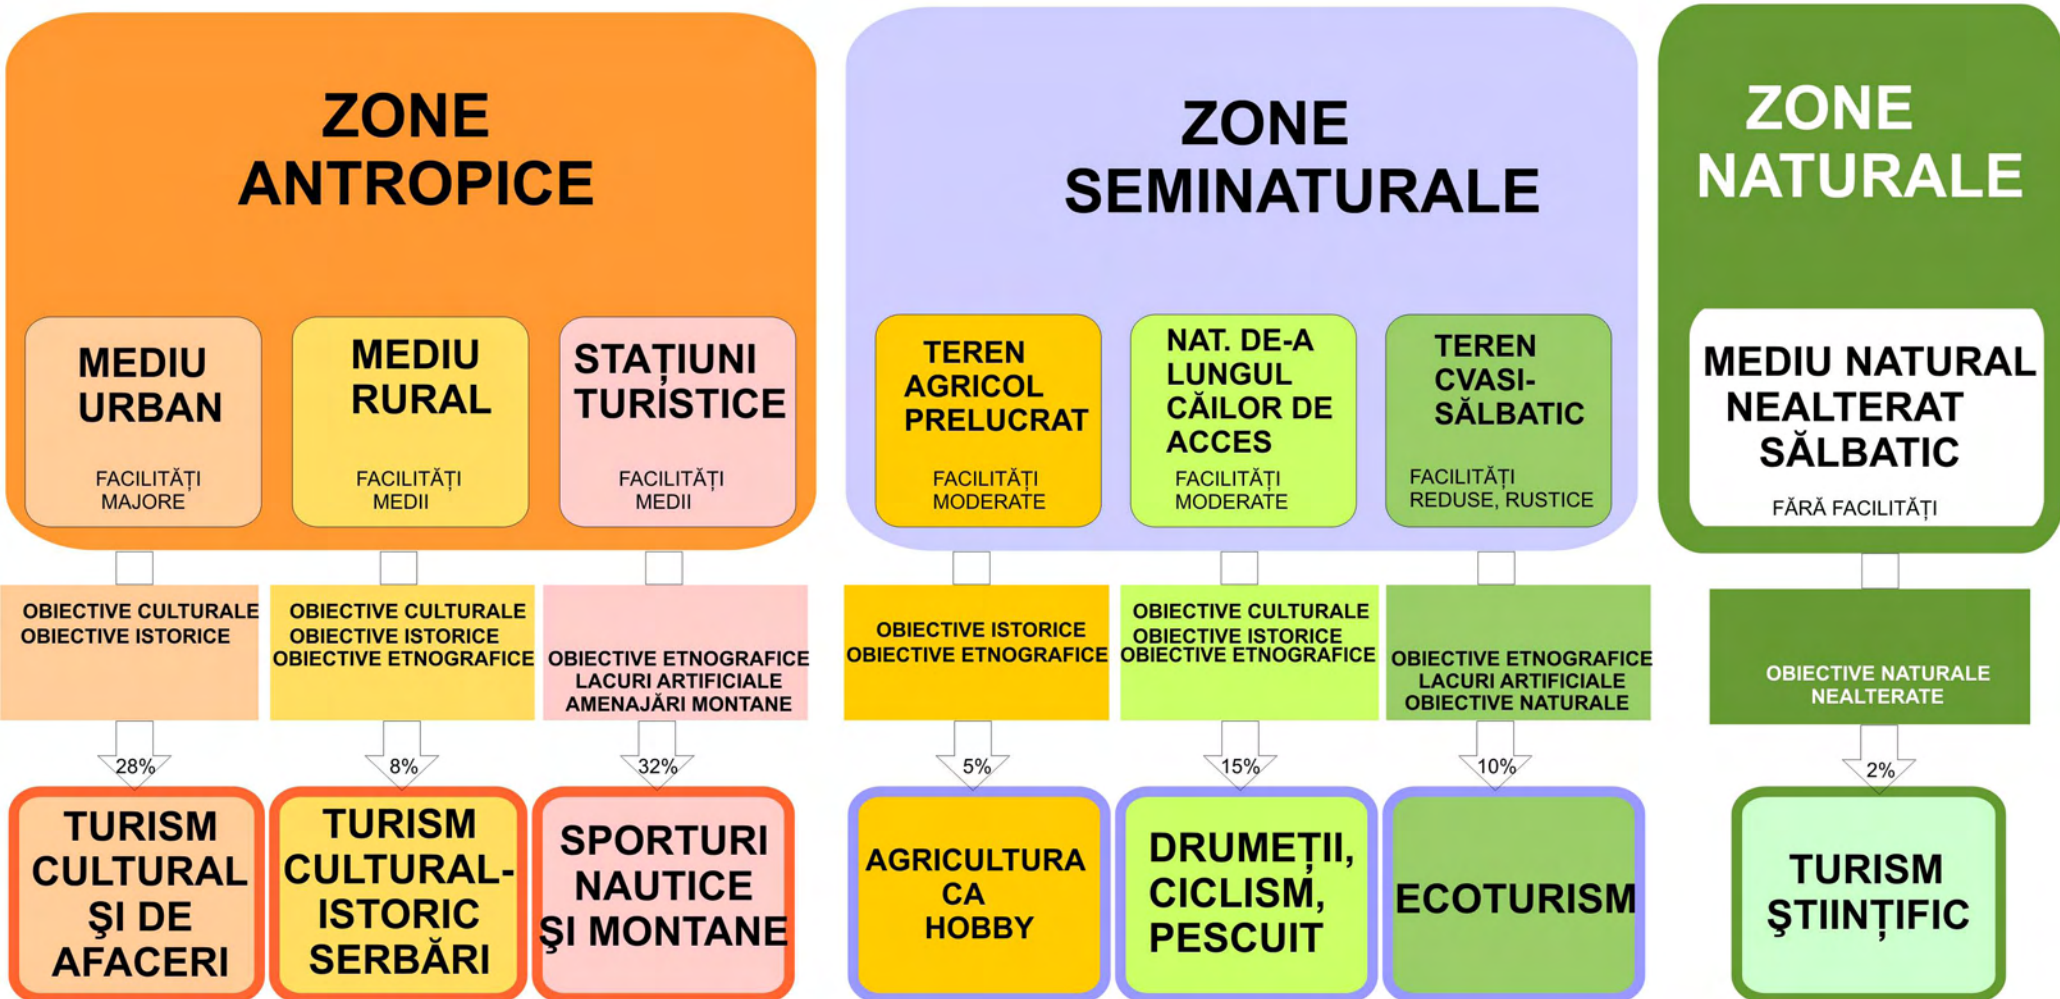 ZONE
ANTROPICE
MEDIU
URBAN
FACILITĂȚI
MAJORE
MEDIU
RURAL
FACILITĂȚI
MEDII
STAȚIUNI
TURISTICE
FACILITĂȚI
MEDII
ZONE
SEMINATURALE
TEREN
AGRICOL
PRELUCRAT
FACILITĂȚI
MODERATE
NAT. DE-A
LUNGUL
CĂILOR DE
ACCES
FACILITĂȚI
MODERATE
TEREN
CVASI-
SĂLBATIC
FACILITĂȚI
REDUSE, RUSTICE
ZONE
NATURALE
MEDIU NATURAL
NEALTERAT
SĂLBATIC
FĂRĂ FACILITĂȚI
OBIECTIVE CULTURALE
OBIECTIVE ISTORICE
OBIECTIVE CULTURALE
OBIECTIVE ISTORICE
OBIECTIVE ETNOGRAFICE
OBIECTIVE ETNOGRAFICE
LACURI ARTIFICIALE
AMENAJĂRI MONTANE
OBIECTIVE ISTORICE
OBIECTIVE ETNOGRAFICE
OBIECTIVE CULTURALE
OBIECTIVE ISTORICE
OBIECTIVE ETNOGRAFICE
OBIECTIVE ETNOGRAFICE
LACURI ARTIFICIALE
OBIECTIVE NATURALE
OBIECTIVE NATURALE
NEALTERATE
28%
8%
32%
5%
15%
10%
2%
TURISM
CULTURAL
ŞI DE
AFACERI
TURISM
CULTURAL-
ISTORIC
SERBĂRI
SPORTURI
NAUTICE
ŞI MONTANE
AGRICULTURA
CA
HOBBY
DRUMEȚII,
CICLISM,
PESCUIT
ECOTURISM
TURISM
ŞTIINȚIFIC